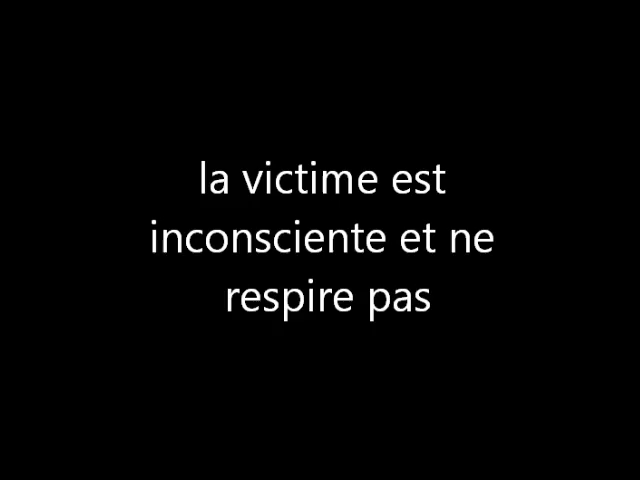 la victime est
inconsciente et ne
respire pas